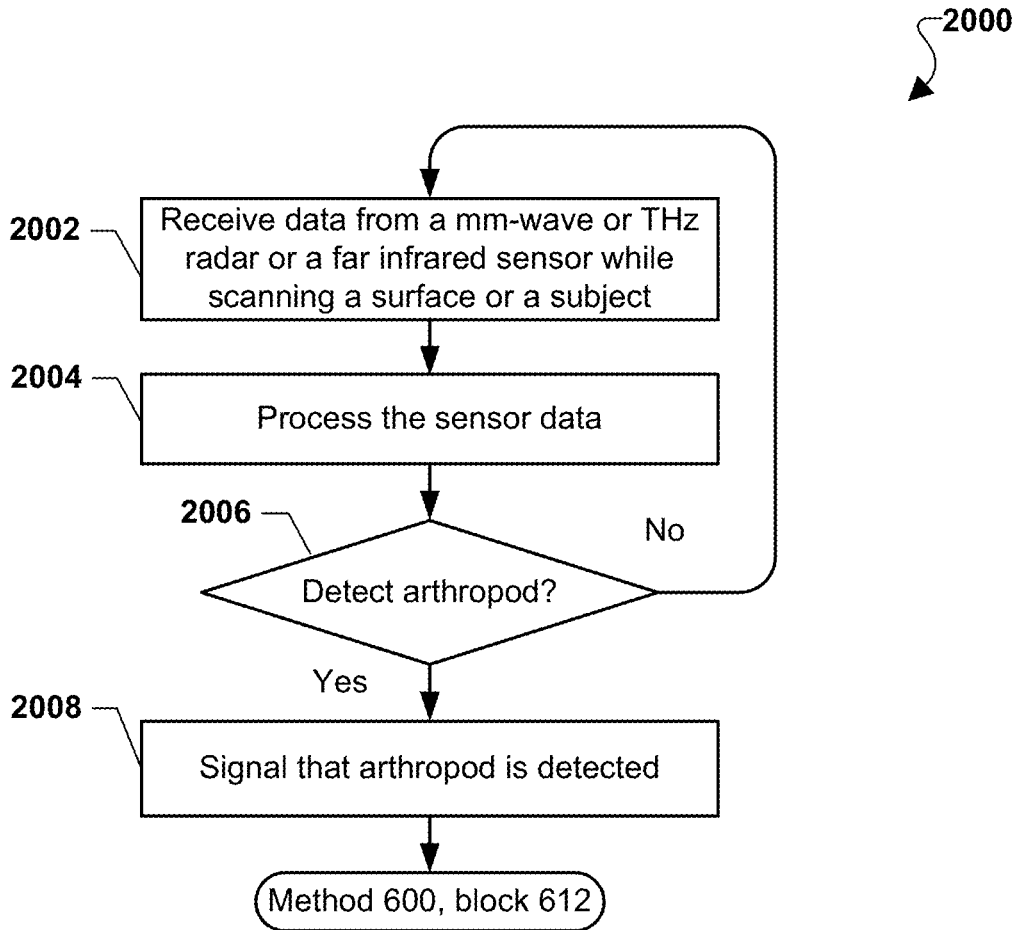 2000
2002
Receive data from a mm-wave or THz
radar or a far infrared sensor while
scanning a surface or a subject
2004
Process the sensor data
2006
No
Detect arthropod?
Yes
2008
Signal that arthropod is detected
Method 600, block 612